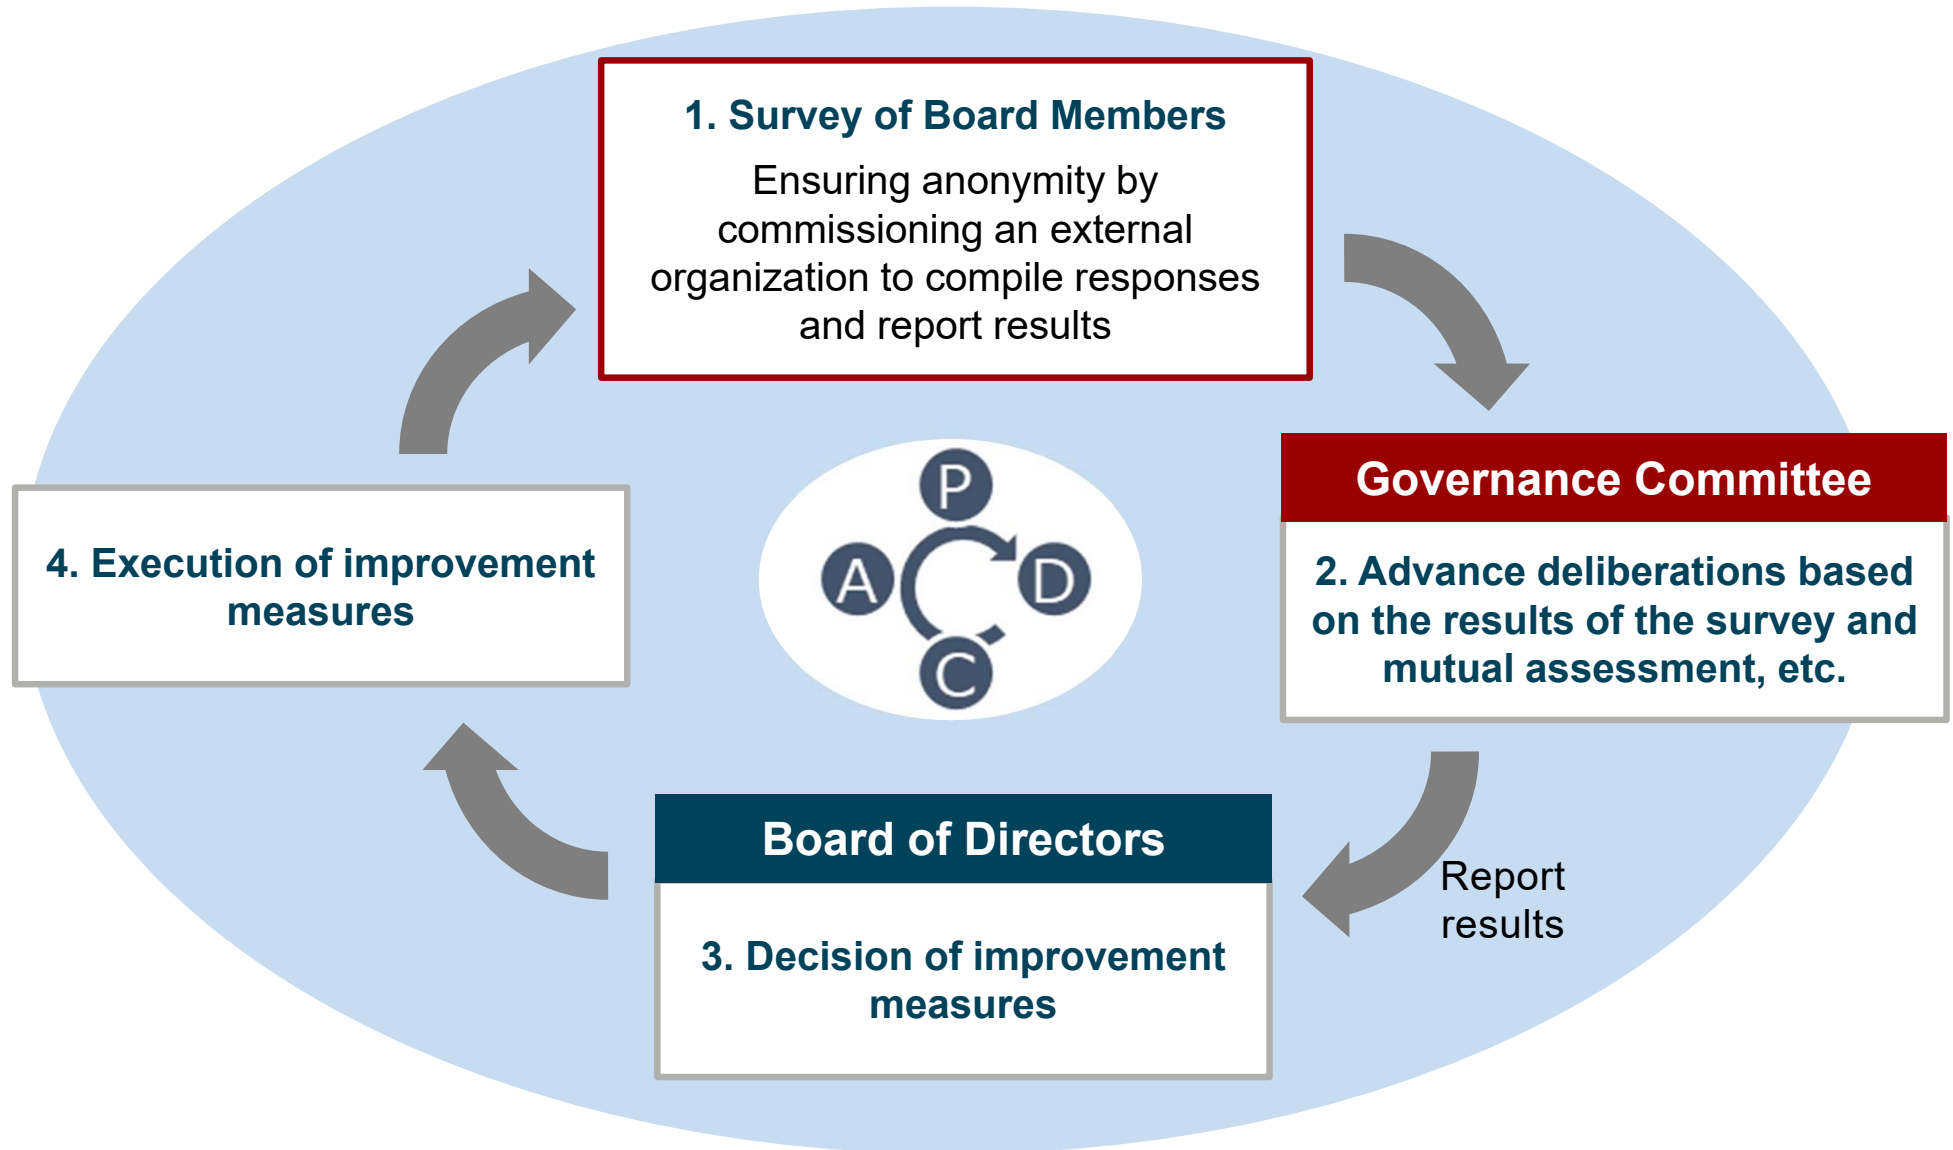 1. Survey of Board Members
Ensuring anonymity by
commissioning an external
organization to compile responses
and report results
Governance Committee
2. Advance deliberations based
on the results of the survey and
mutual assessment, etc.
Report
results
Board of Directors
3. Decision of improvement
measures
4. Execution of improvement
measures
P
D
C
A